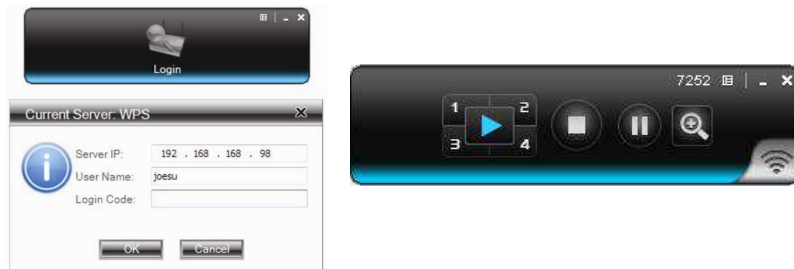 Login
Current Server: WPS
Server IP: 192 . 168 . 168 . 98
User Name: joesu
Login Code:
OK Cancel
7252
1 2
3 4